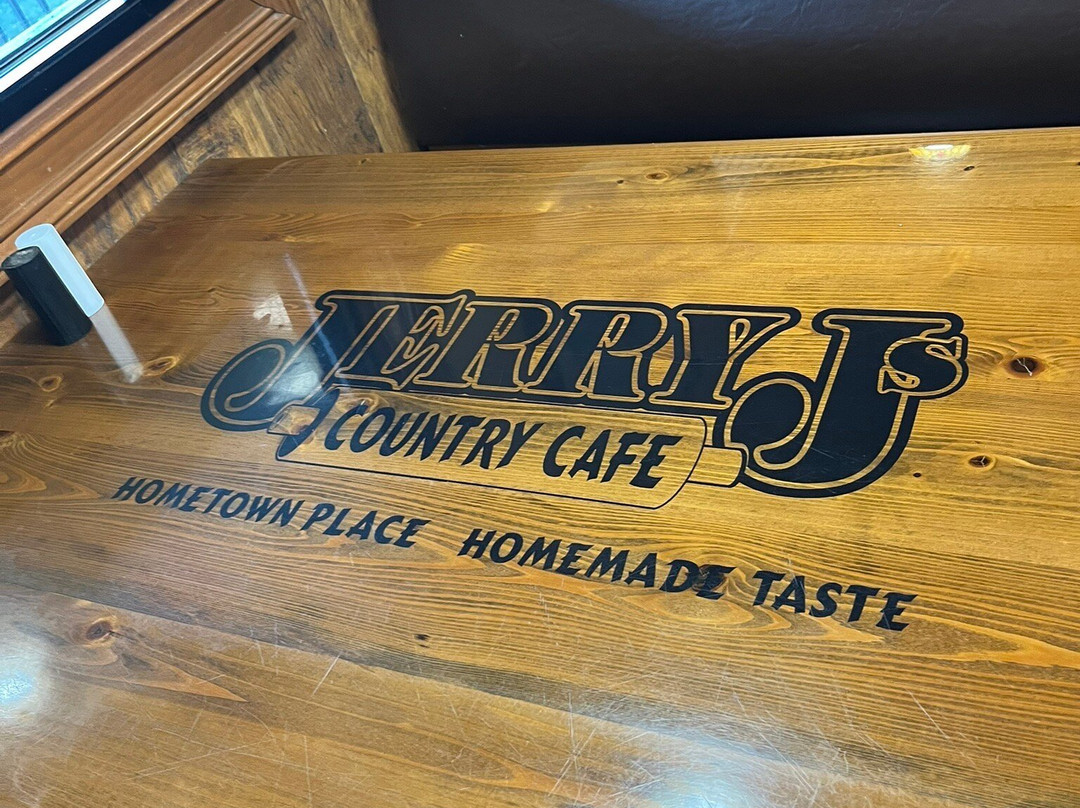 JERRY J's
COUNTRY CAFE
HOMETOWN PLACE HOMEMADE TASTE